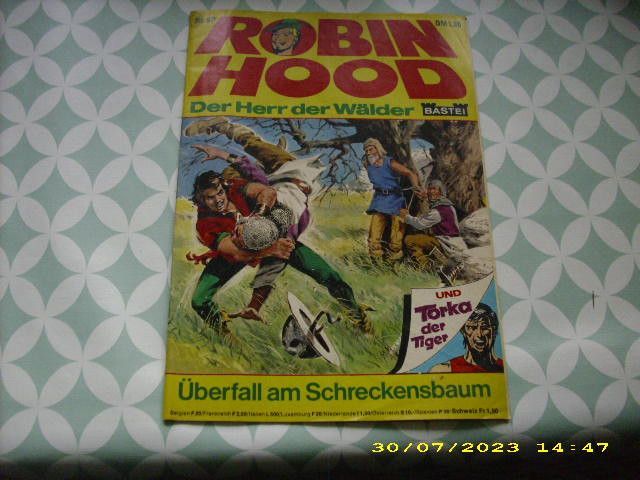 ROBIN
HOOD
Der Herr der Wälder
BASTEI
UND
Torka
der
Tiger
Überfall am Schreckensbaum
30/07/2023 14:47